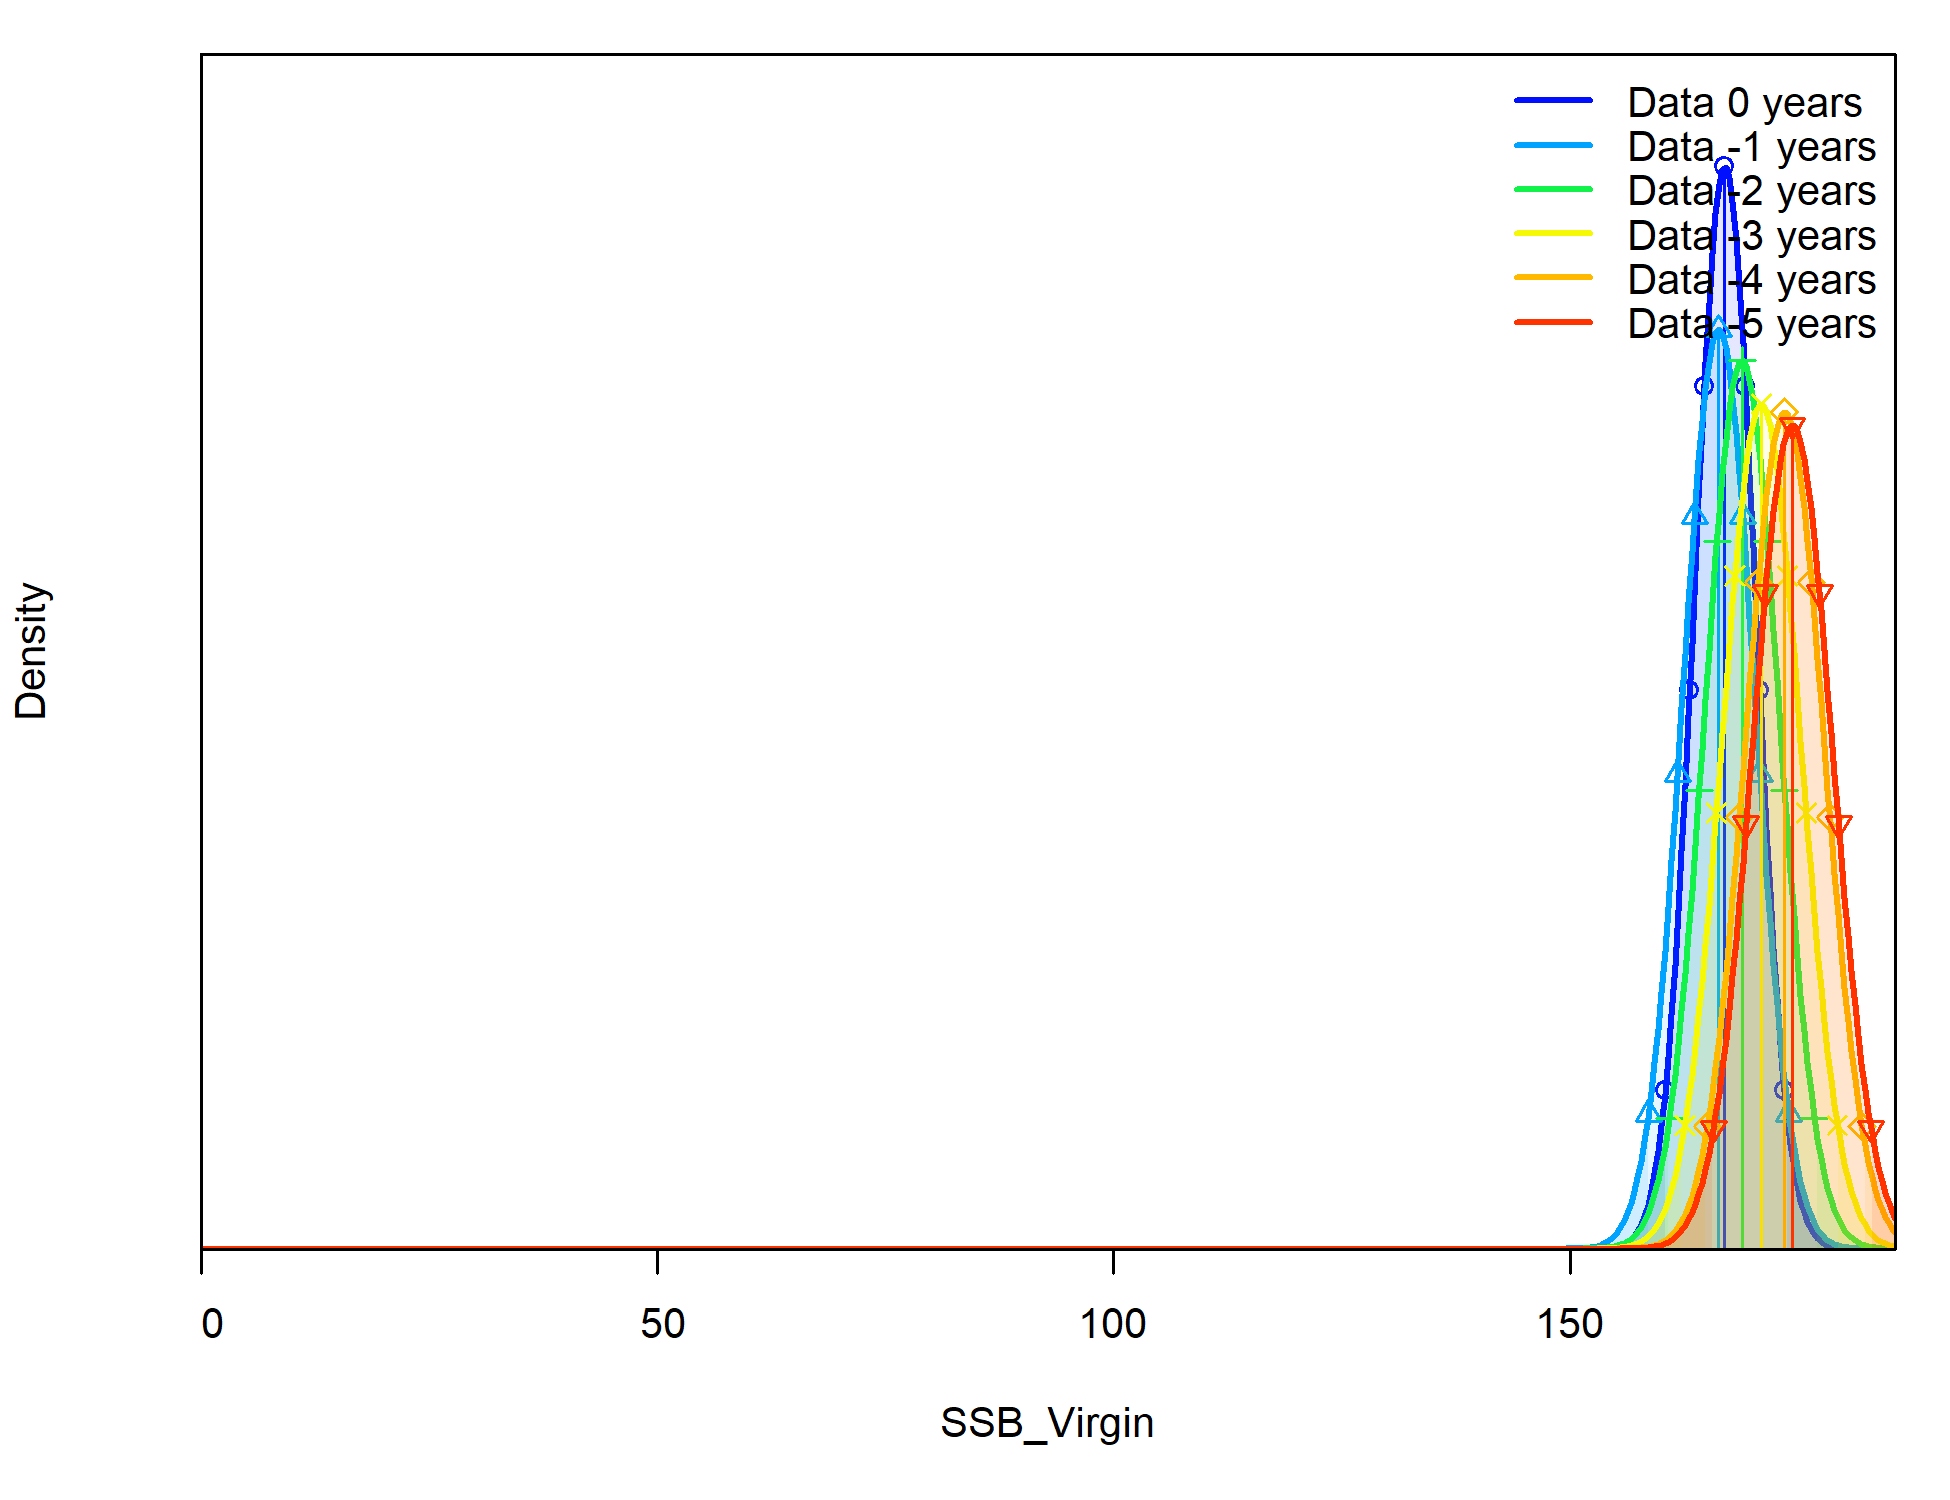 Data 0 years
Data -1 years
Data -2 years
Data -3 years
Data -4 years
Data -5 years
Density
0 50 100 150
SSB_Virgin